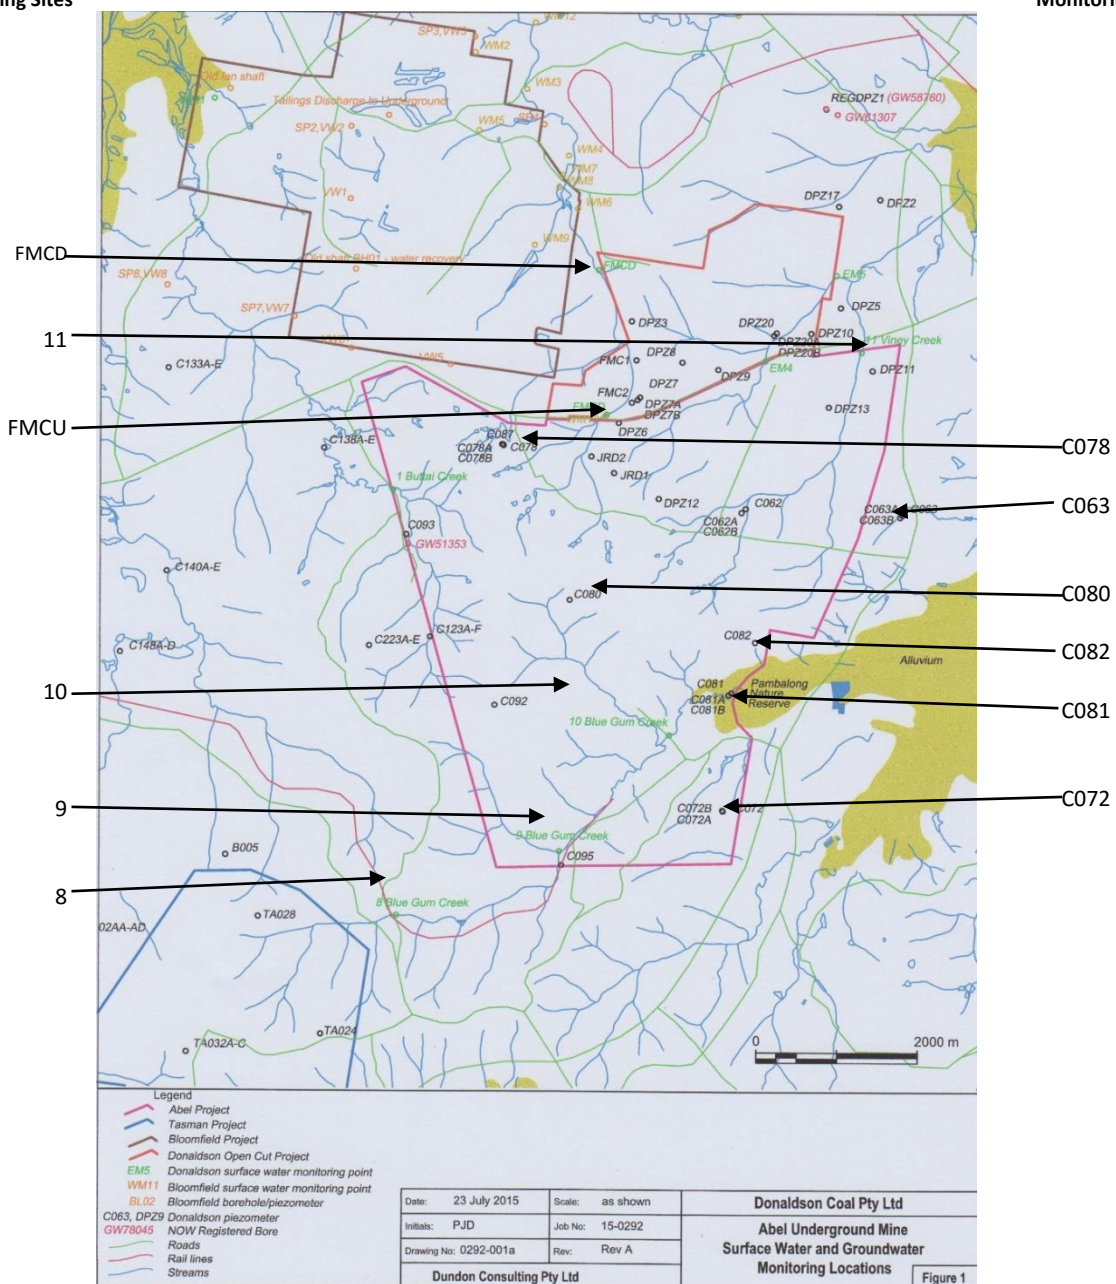 ing Sites
Monitori
WM12
SP3,VW3
WM2
Old fan shaft
WM3
Tailings Discharge to Underground
REGDPZ1 (GW58760)
GW81307
SP2,VW2
WM5
WM4
WM8
VW1
WM6
DPZ17
DPZ2
WM9
FMCD
Old shaft BH01 - water recovery
FMCD
SP8,VW8
EM5
SP7,VW7
DPZ3
DPZ5
11
DPZ20
DPZ10
DPZ20A
DPZ20B
11 Viney Creek
VW5
FMC1
DPZ8
C133A-E
DPZ9
EM4
DPZ11
FMC2
DPZ7
DPZ7A
DPZ7B
DPZ13
FMCU
DPZ6
C087
C078A
C078
C078B
C078
C138A-E
JRD2
JRD1
1 Buttai Creek
DPZ12
C062
C062A
C062B
C063A
C063B
C063
C093
GW51353
C140A-E
C080
C080
C123A-F
C223A-E
C148A-D
C082
C082
Alluvium
10
C081
C081A
C081B
Pambalong
Nature
Reserve
C081
C092
10 Blue Gum Creek
9
C072B
C072A
C072
C072
9 Blue Gum Creek
C095
B005
8
8 Blue Gum Creek
TA028
02AA-AD
TA024
TA032A-C
0
2000 m
Legend
Abel Project
Tasman Project
Bloomfield Project
Donaldson Open Cut Project
EM5 Donaldson surface water monitoring point
WM11 Bloomfield surface water monitoring point
BL02 Bloomfield borehole/piezometer
C063, DPZ9 Donaldson piezometer
GW78045 NOW Registered Bore
Roads
Rail lines
Streams
Date: 23 July 2015 Scale: as shown
Initials: PJD Job No: 15-0292
Drawing No: 0292-001a Rev: Rev A
Dundon Consulting Pty Ltd
Donaldson Coal Pty Ltd
Abel Underground Mine
Surface Water and Groundwater
Monitoring Locations
Figure 1